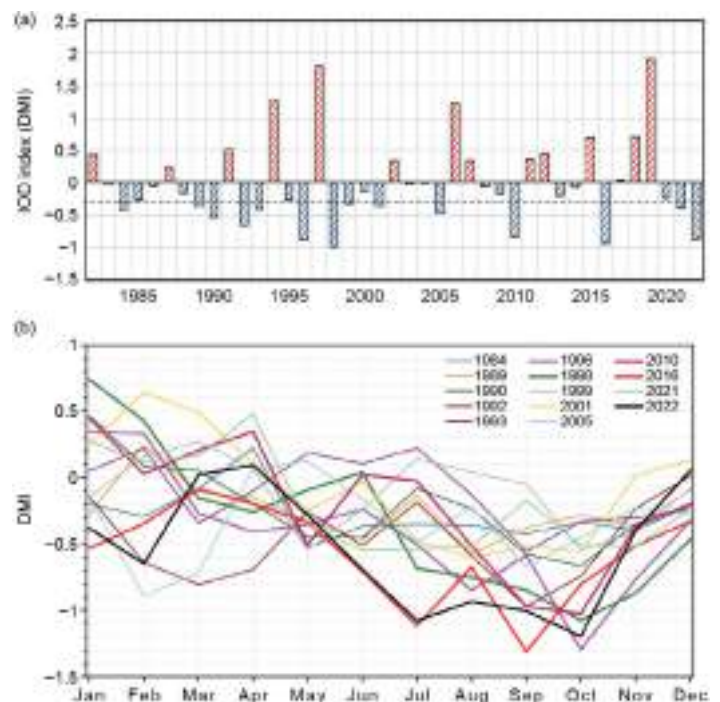 (a)
2.5
2
1.5
1
0.5
0
−0.5
−1
−1.5
IOD index (DMI)
1985 1990 1995 2000 2005 2010 2015 2020
(b)
1
0.5
0
−0.5
−1
−1.5
DMI
1984 1996 2010
1989 1998 2016
1990 1999 2021
1992 2001 2022
1993 2005
Jan Feb Mar Apr May Jun Jul Aug Sep Oct Nov Dec